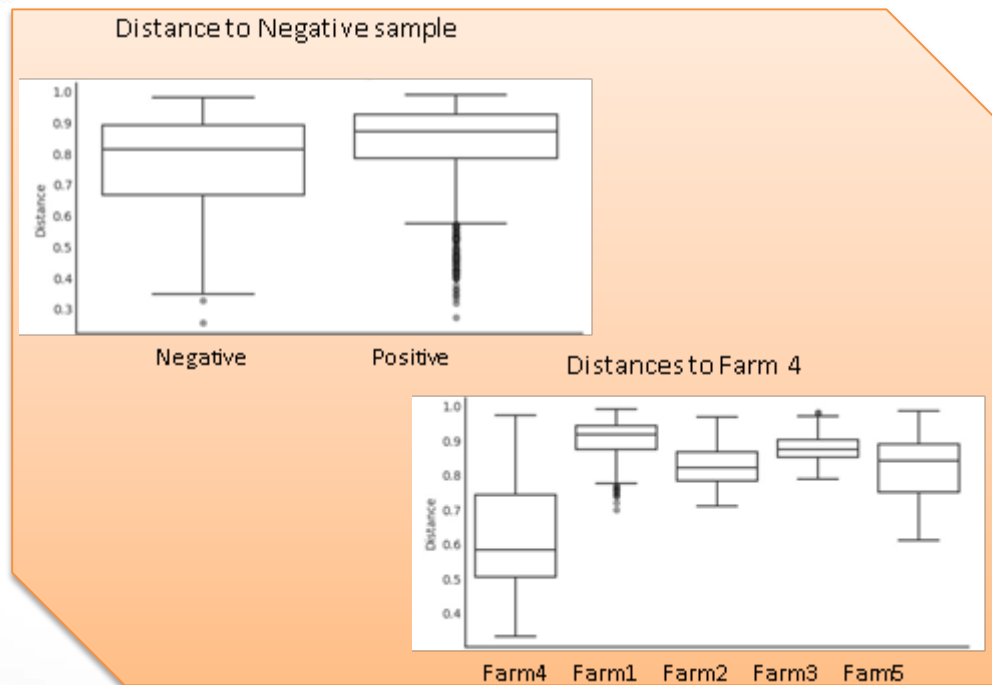 Distance to Negative sample
1.0
0.9
0.8
0.7
0.6
0.5
0.4
0.3
Distance
Negative Positive
Distances to Farm 4
1.0
0.9
0.8
0.7
0.6
0.5
0.4
Distance
Farm4 Farm1 Farm2 Farm3 Farm5